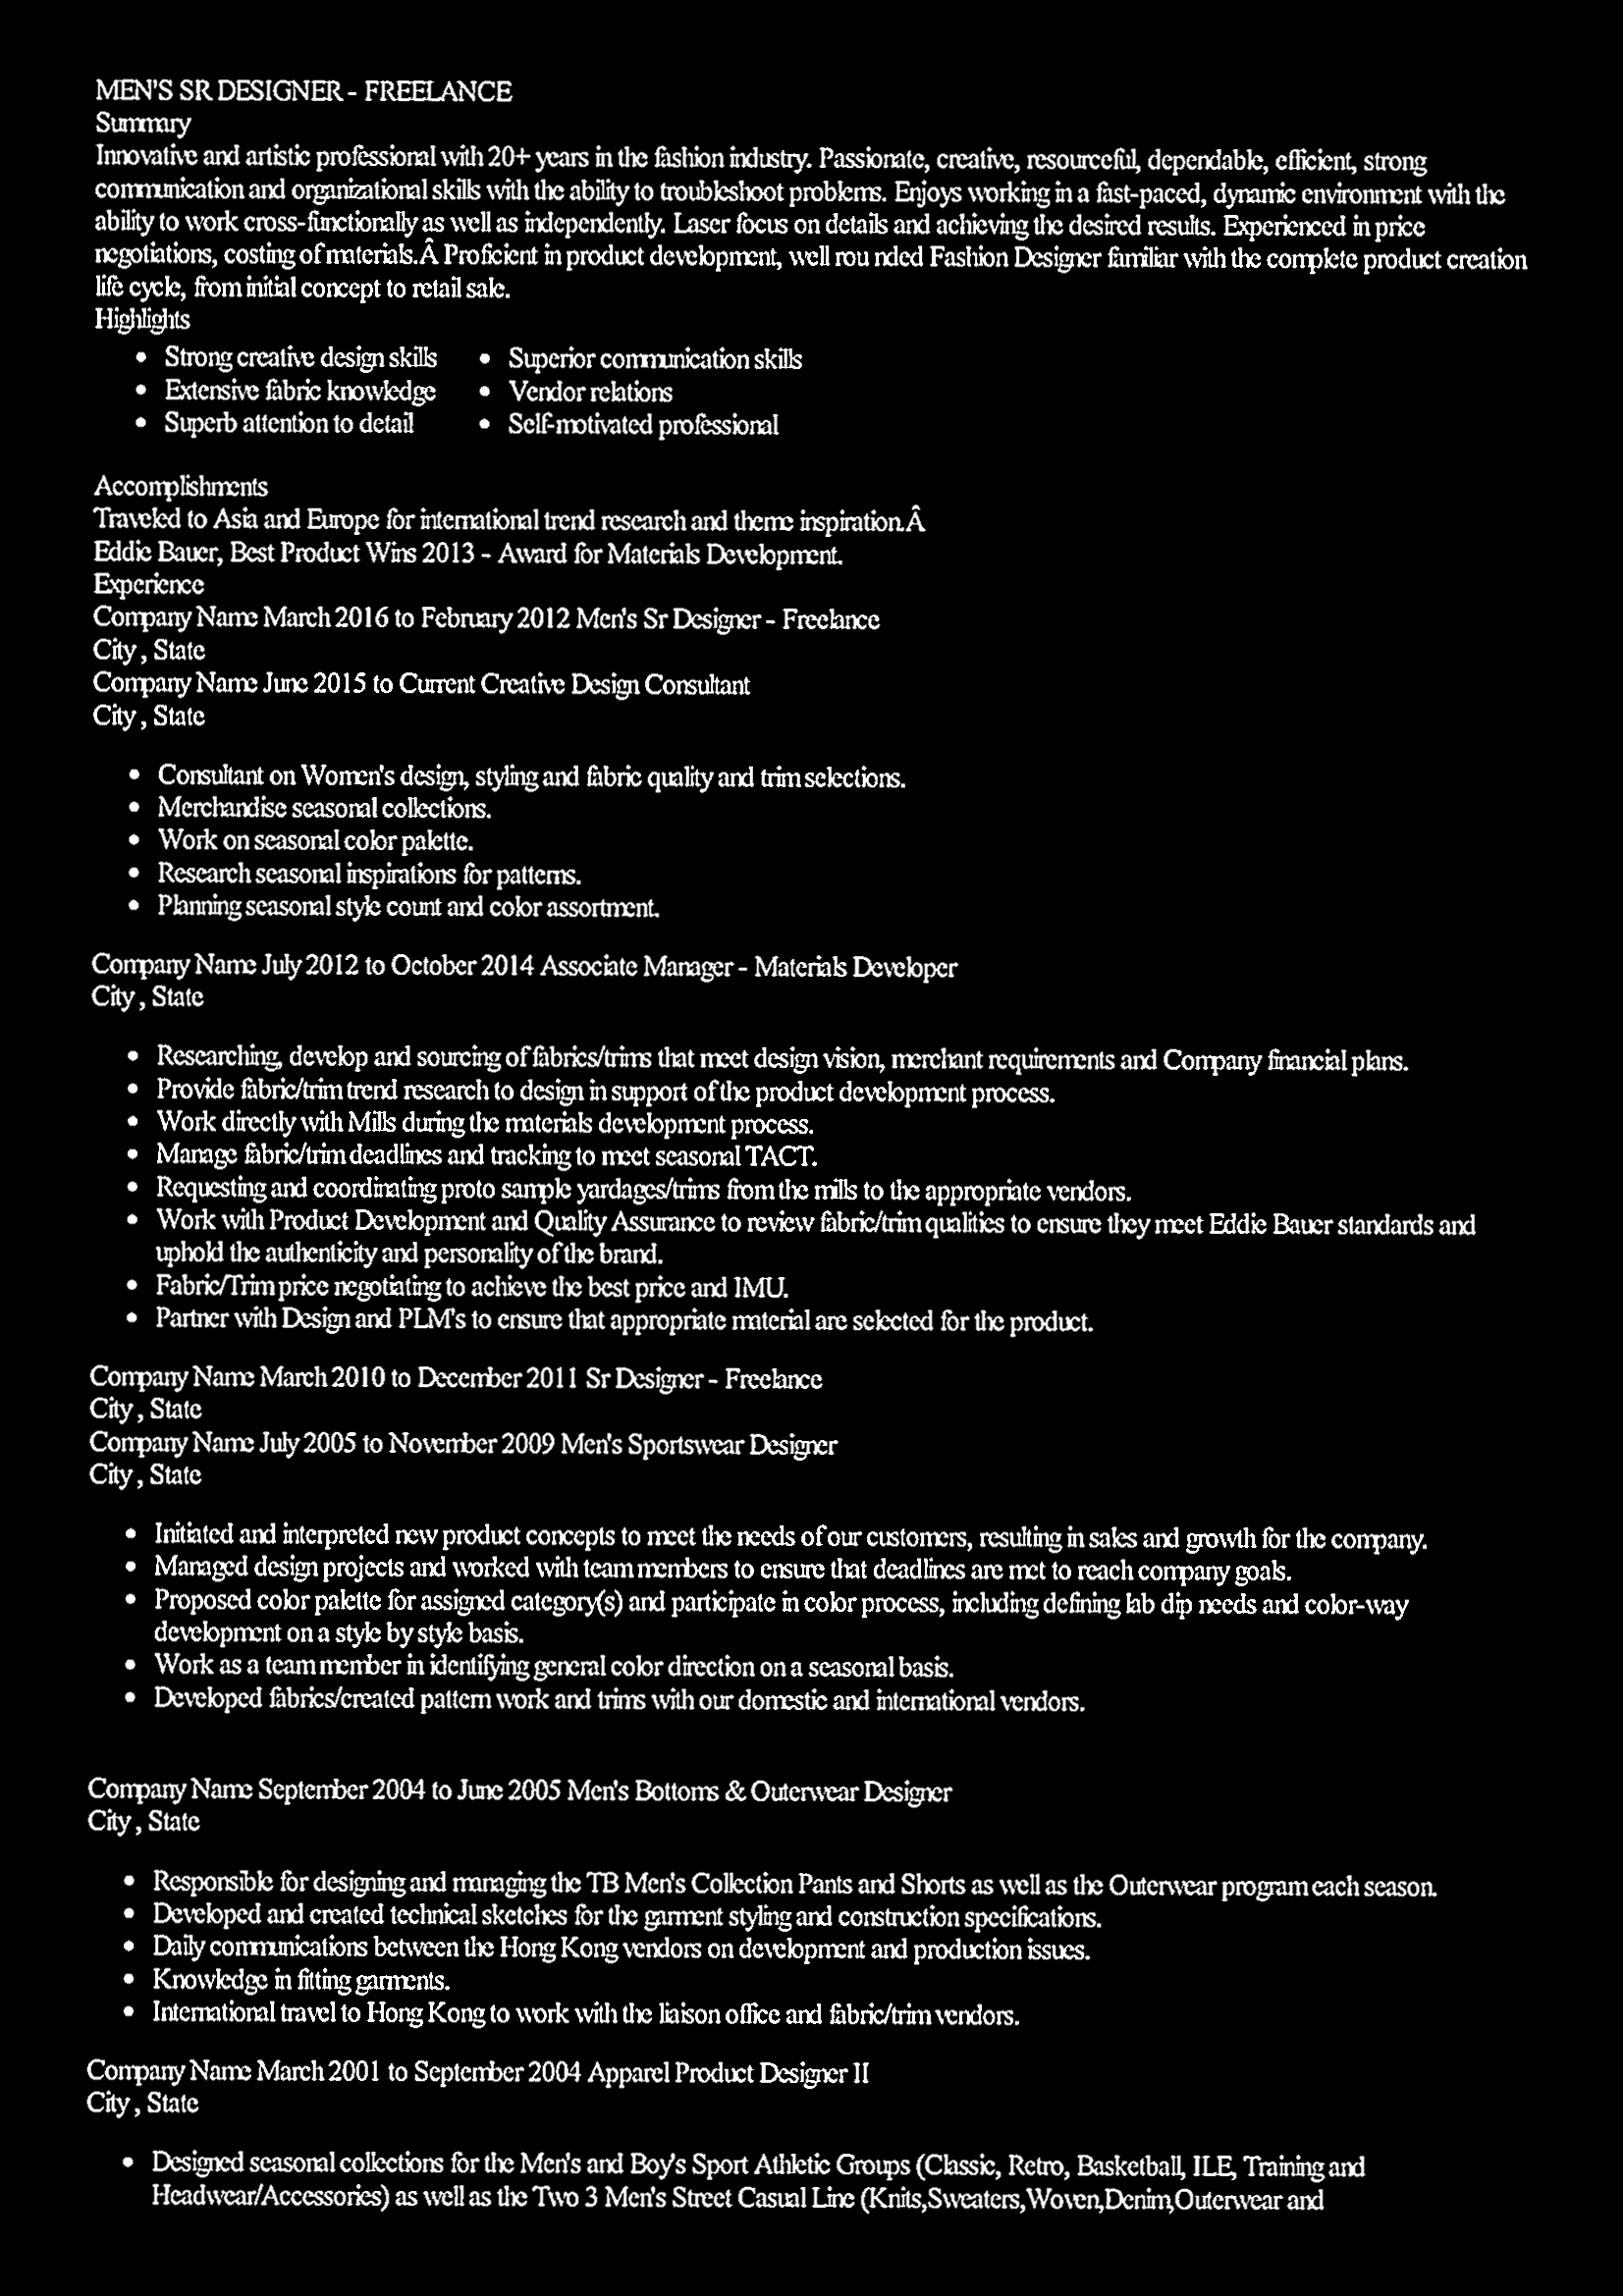 MEN'S SR DESIGNER - FREELANCE
Summary
Innovative and artistic professional with 20+ years in the fashion industry. Passionate, creative, resourceful, dependable, efficient, strong
communication and organizational skills with the ability to troubleshoot problems. Enjoys working in a fast-paced, dynamic environment with the
ability to work cross-functionally as well as independently. Laser focus on details and achieving the desired results. Experienced in price
negotiations, costing of materials.Â Proficient in product development, well rou nded Fashion Designer familiar with the complete product creation
life cycle, from initial concept to retail sale.
Highlights
• Strong creative design skills • Superior communication skills
• Extensive fabric knowledge • Vendor relations
• Superb attention to detail • Self-motivated professional
Accomplishments
Traveled to Asia and Europe for international trend research and theme inspiration.Â
Eddie Bauer, Best Product Wins 2013 - Award for Materials Development.
Experience
Company Name March 2016 to February 2012 Men's Sr Designer - Freelance
City , State
Company Name June 2015 to Current Creative Design Consultant
City , State
• Consultant on Women's design, styling and fabric quality and trim selections.
• Merchandise seasonal collections.
• Work on seasonal color palette.
• Research seasonal inspirations for patterns.
• Planning seasonal style count and color assortment.
Company Name July 2012 to October 2014 Associate Manager - Materials Developer
City , State
• Researching, develop and sourcing of fabrics/trims that meet design vision, merchant requirements and Company financial plans.
• Provide fabric/trim trend research to design in support of the product development process.
• Work directly with Mills during the materials development process.
• Manage fabric/trim deadlines and tracking to meet seasonal TACT.
• Requesting and coordinating proto sample yardages/trims from the mills to the appropriate vendors.
• Work with Product Development and Quality Assurance to review fabric/trim qualities to ensure they meet Eddie Bauer standards and
uphold the authenticity and personality of the brand.
• Fabric/Trim price negotiating to achieve the best price and IMU.
• Partner with Design and PLM's to ensure that appropriate material are selected for the product.
Company Name March 2010 to December 2011 Sr Designer - Freelance
City , State
Company Name July 2005 to November 2009 Men's Sportswear Designer
City , State
• Initiated and interpreted new product concepts to meet the needs of our customers, resulting in sales and growth for the company.
• Managed design projects and worked with team members to ensure that deadlines are met to reach company goals.
• Proposed color palette for assigned category(s) and participate in color process, including defining lab dip needs and color-way
development on a style by style basis.
• Work as a team member in identifying general color direction on a seasonal basis.
• Developed fabrics/created pattern work and trims with our domestic and international vendors.
Company Name September 2004 to June 2005 Men's Bottoms & Outerwear Designer
City , State
• Responsible for designing and managing the TB Men's Collection Pants and Shorts as well as the Outerwear program each season.
• Developed and created technical sketches for the garment styling and construction specifications.
• Daily communications between the Hong Kong vendors on development and production issues.
• Knowledge in fitting garments.
• International travel to Hong Kong to work with the liaison office and fabric/trim vendors.
Company Name March 2001 to September 2004 Apparel Product Designer II
City , State
• Designed seasonal collections for the Men's and Boy's Sport Athletic Groups (Classic, Retro, Basketball, ILE, Training and
Headwear/Accessories) as well as the Two 3 Men's Street Casual Line (Knits,Sweaters,Woven,Denim,Outerwear and